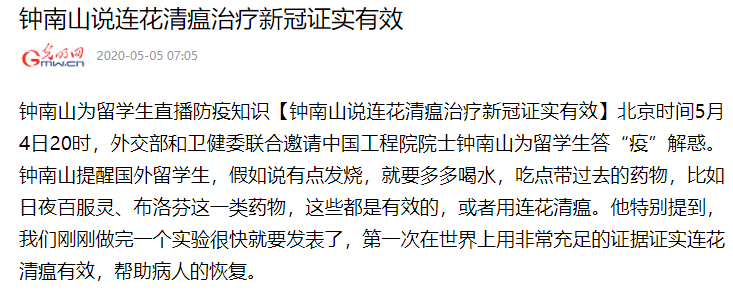 钟南山说连花清瘟治疗新冠证实有效
光明网
GMW.CN 2020-05-05 07:05
钟南山为留学生直播防疫知识【钟南山说连花清瘟治疗新冠证实有效】北京时间5月
4日20时，外交部和卫健委联合邀请中国工程院院士钟南山为留学生答“疫”解惑。
钟南山提醒国外留学生，假如说有点发烧，就要多多喝水，吃点带过去的药物，比如
日夜百服灵、布洛芬这一类药物，这些都是有效的，或者用连花清瘟。他特别提到，
我们刚刚做完一个实验很快就要发表了，第一次在世界上用非常充足的证据证实连花
清瘟有效，帮助病人的恢复。